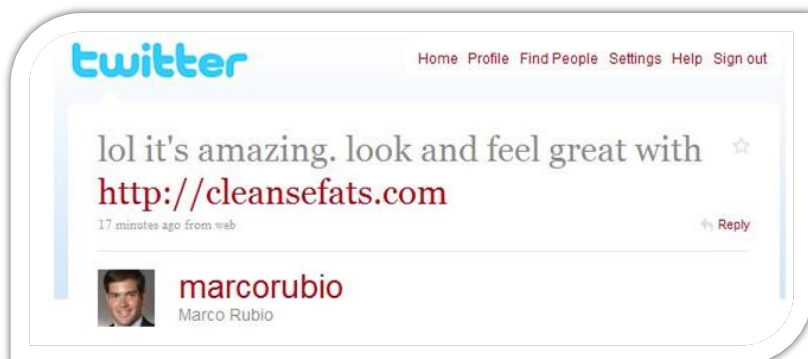 twitter
Home Profile Find People Settings Help Sign out
lol it's amazing. look and feel great with
http://cleansefats.com
17 minutes ago from web
Reply
marcorubio
Marco Rubio